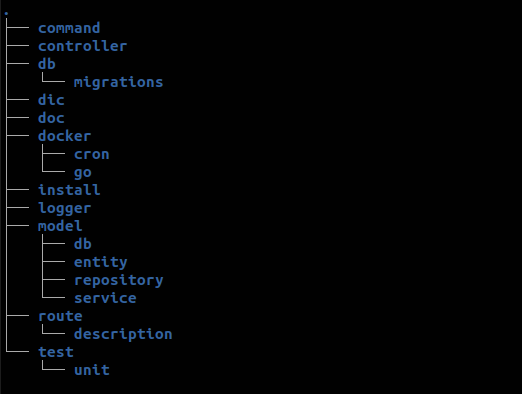 .
command
controller
db
migrations
dic
doc
docker
cron
go
install
logger
model
db
entity
repository
service
route
description
test
unit